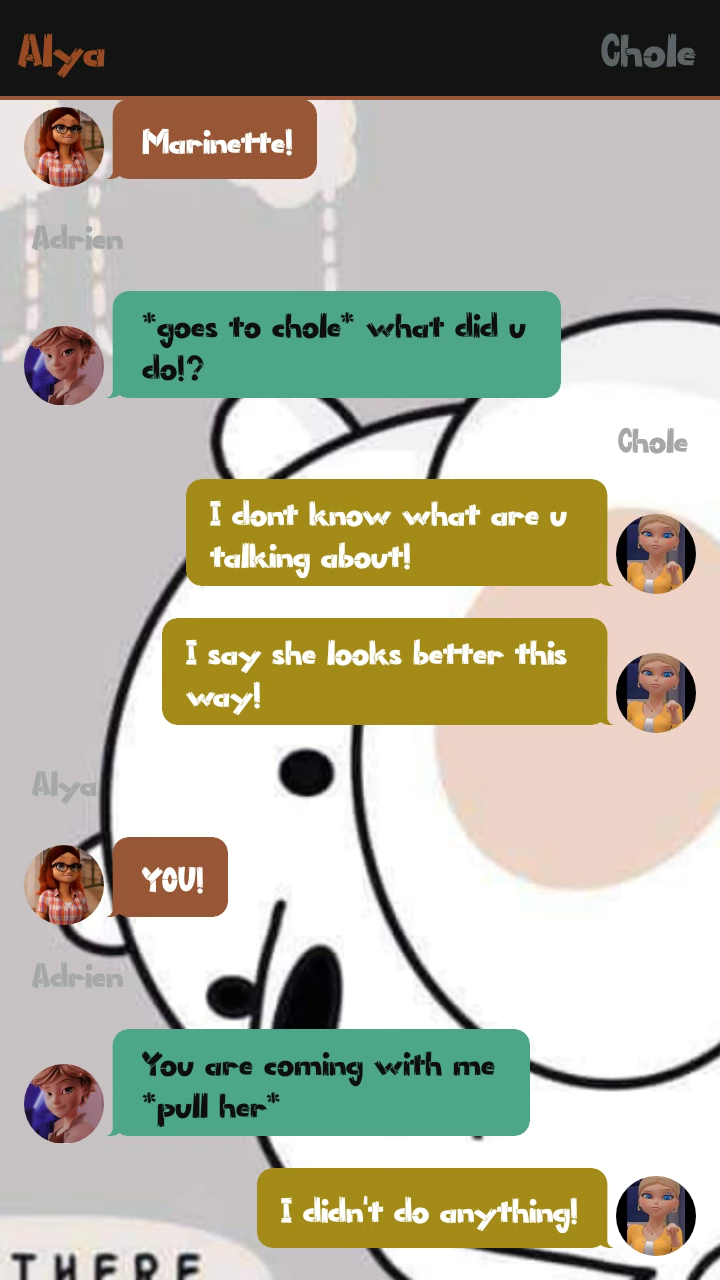 Alya
Chole
Marinette!
Adrien
*goes to chole* what did u
do!?
Chole
I dont know what are u
talking about!
I say she looks better this
way!
Alya
YOU!
Adrien
You are coming with me
*pull her*
I didn't do anything!
THERE